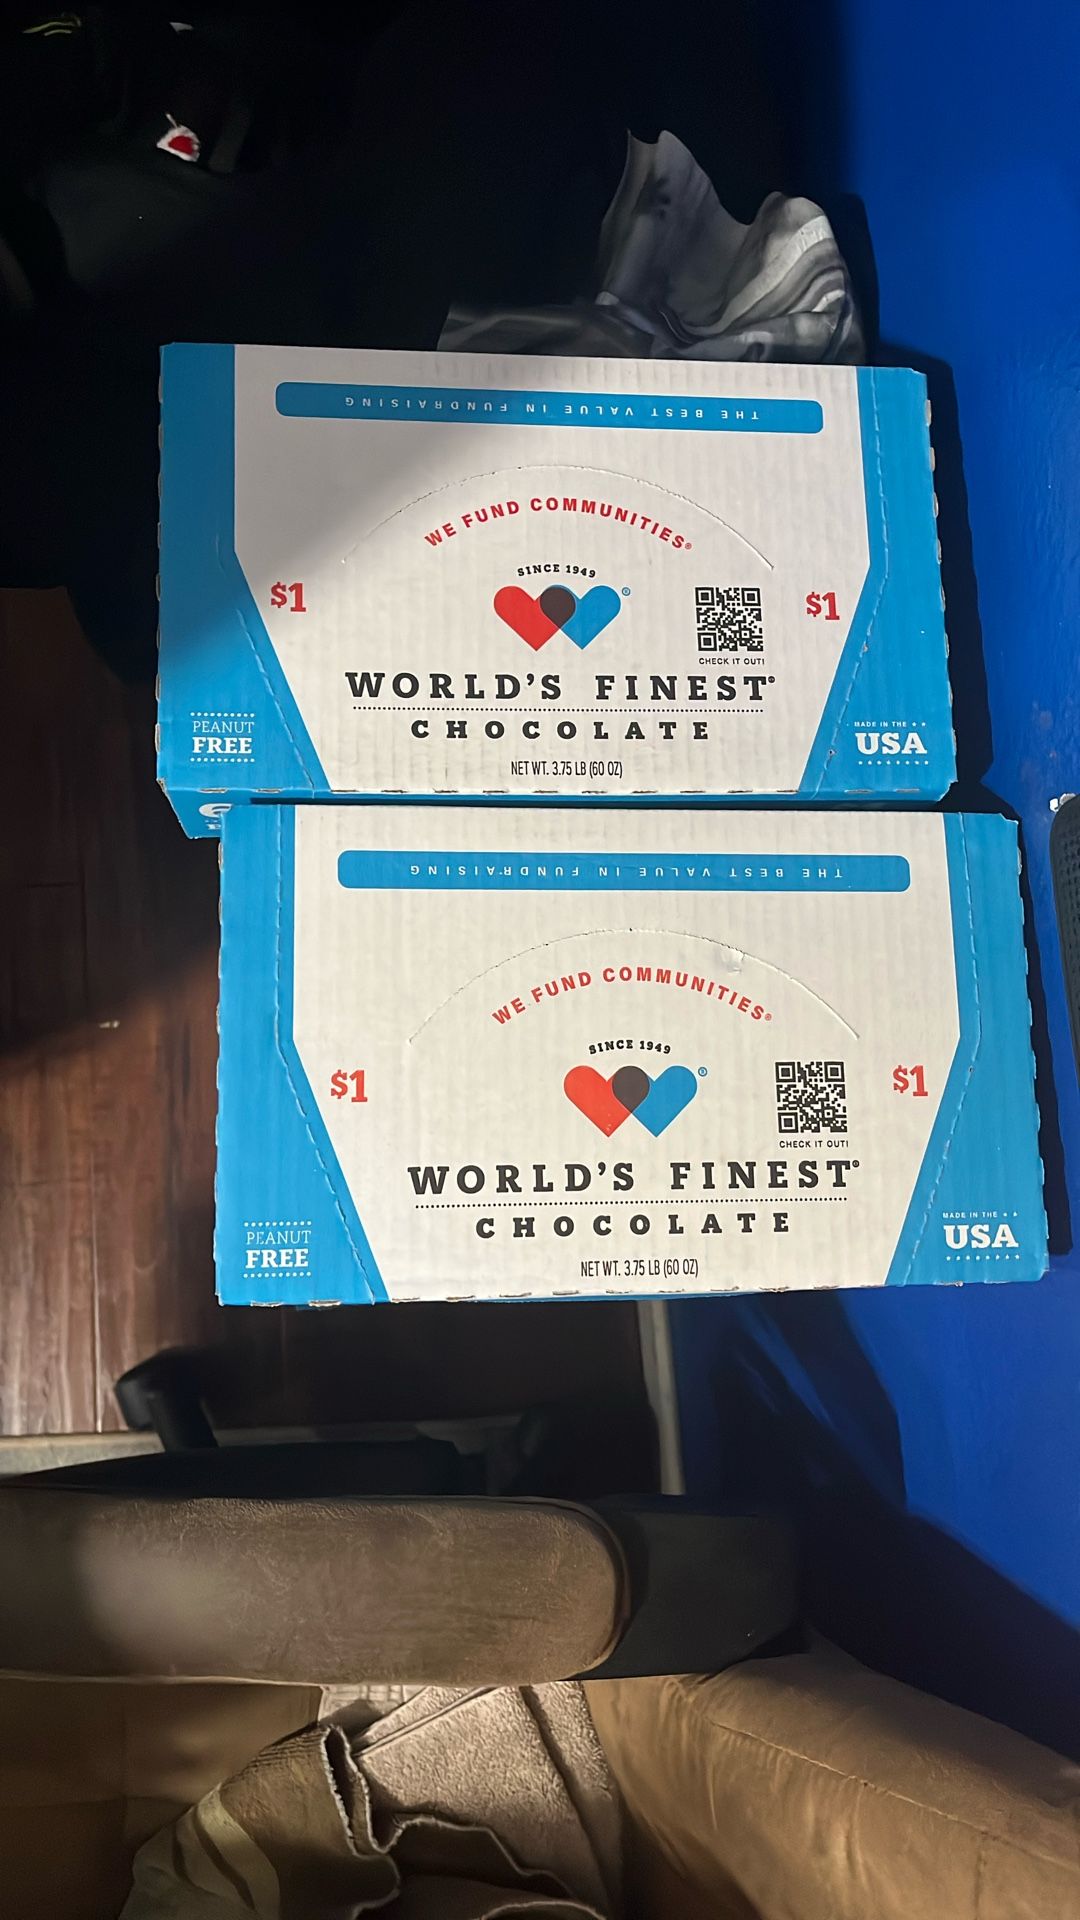 THE BEST VALUE IN FUNDRAISING
WE FUND COMMUNITIES®
SINCE 1949
®
$1
$1
CHECK IT OUT!
WORLD'S FINEST®
CHOCOLATE
PEANUT
FREE
MADE IN THE
USA
NET WT. 3.75 LB (60 OZ)
THE BEST VALUE IN FUNDRAISING
WE FUND COMMUNITIES®
SINCE 1949
®
$1
$1
CHECK IT OUT!
WORLD'S FINEST®
CHOCOLATE
PEANUT
FREE
MADE IN THE
USA
NET WT. 3.75 LB (60 OZ)